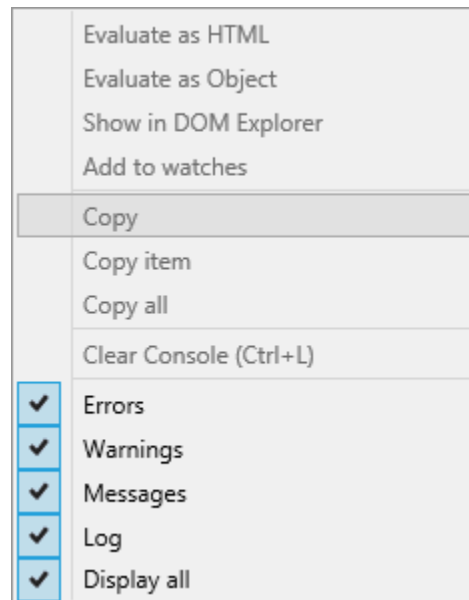 Evaluate as HTML
Evaluate as Object
Show in DOM Explorer
Add to watches
Copy
Copy item
Copy all
Clear Console (Ctrl+L)
Errors
Warnings
Messages
Log
Display all